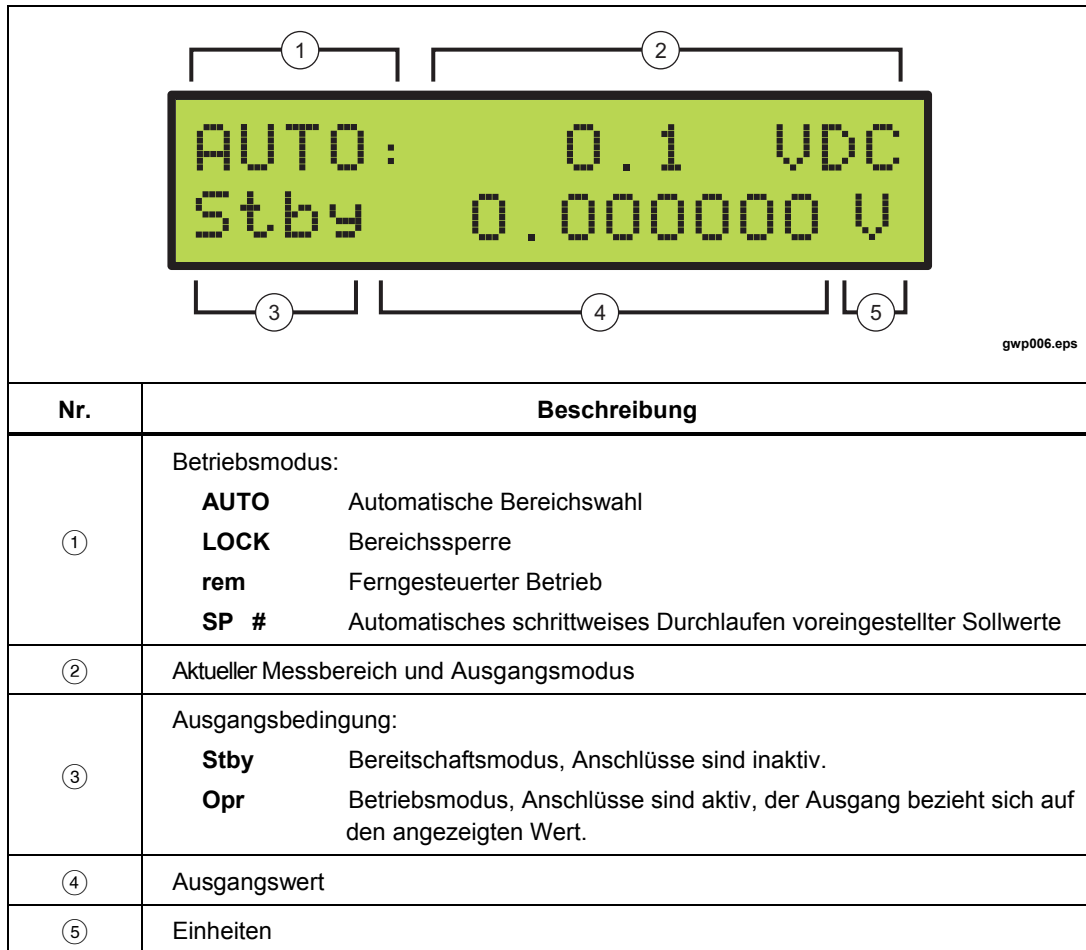 ① ②
AUTO: 0.1 VDC
Stby 0.000000 V
③ ④ ⑤
gwp006.eps
Nr. Beschreibung
① Betriebsmodus:
AUTO Automatische Bereichswahl
LOCK Bereichssperre
rem Ferngesteuerter Betrieb
SP # Automatisches schrittweises Durchlaufen voreingestellter Sollwerte
② Aktueller Messbereich und Ausgangsmodus
③ Ausgangsbedingung:
Stby Bereitschaftsmodus, Anschlüsse sind inaktiv.
Opr Betriebsmodus, Anschlüsse sind aktiv, der Ausgang bezieht sich auf
den angezeigten Wert.
④ Ausgangswert
⑤ Einheiten